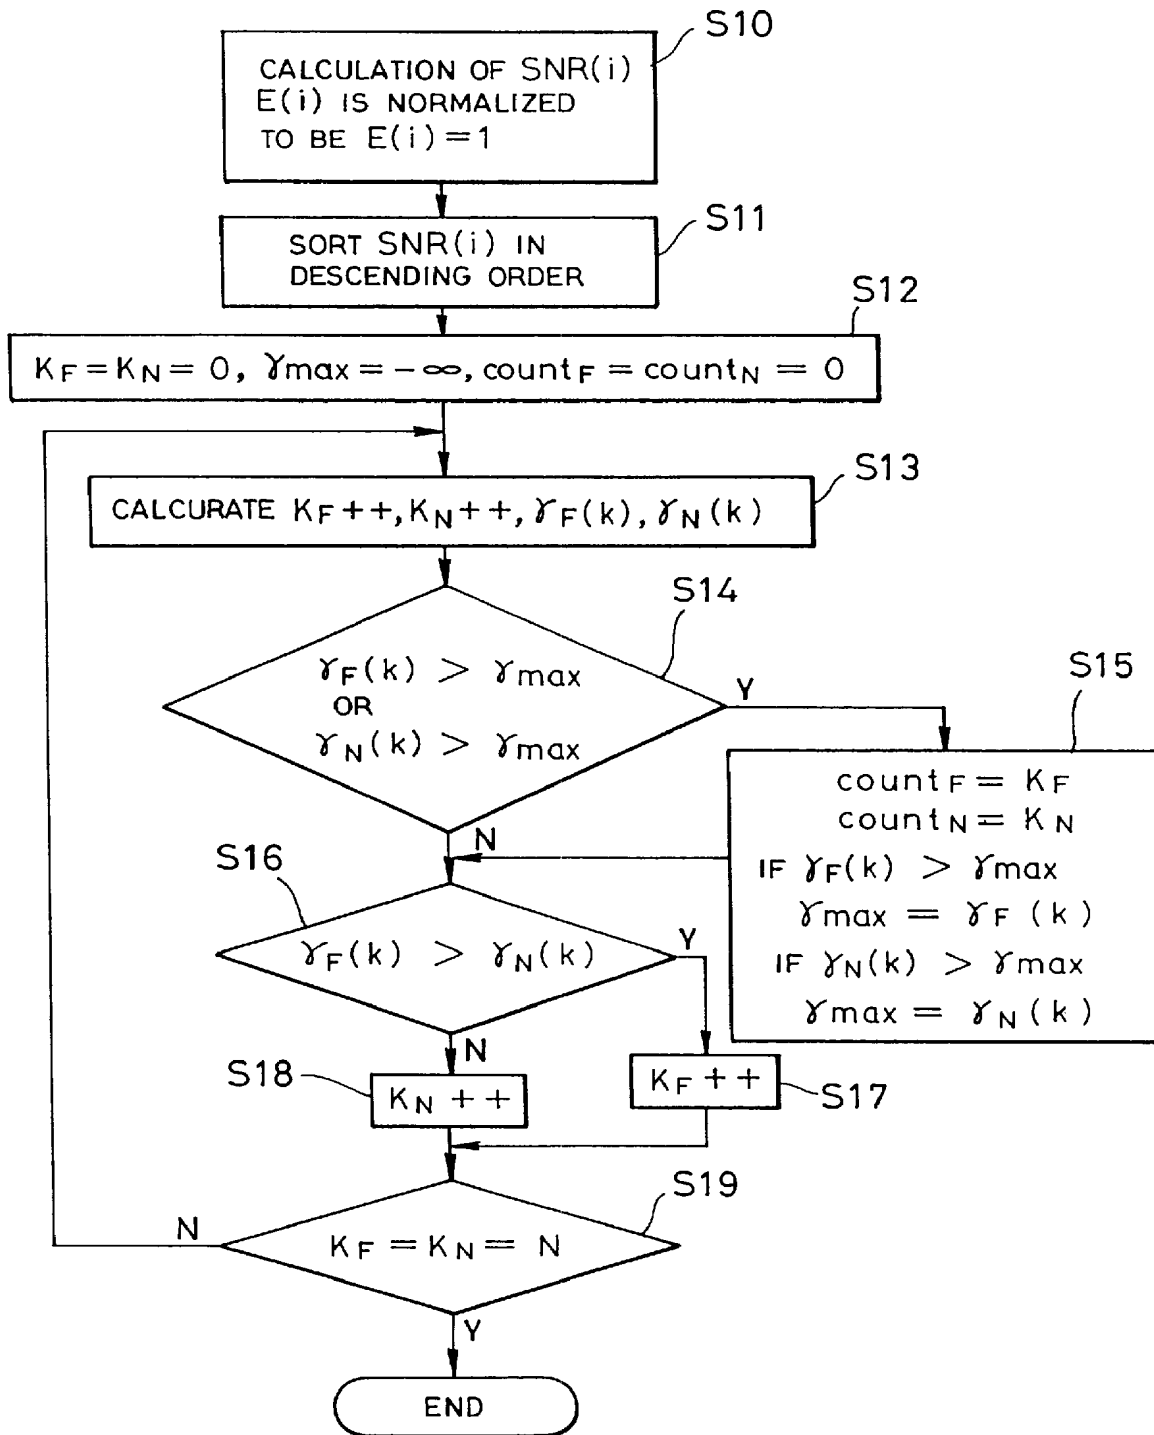 S10
CALCULATION OF SNR(i)
E(i) IS NORMALIZED
TO BE E(i)=1
S11
SORT SNR(i) IN
DESCENDING ORDER
S12
KF=KN=0, γmax=-∞, countF=countN=0
S13
CALCURATE KF++, KN++, γF(k), γN(k)
S14
γF(k) > γmax
OR
γN(k) > γmax
Y
N
S15
countF=KF
countN=KN
IF γF(k) > γmax
γmax = γF(k)
IF γN(k) > γmax
γmax = γN(k)
S16
γF(k) > γN(k)
Y
N
S17
KF++
S18
KN++
S19
KF=KN=N
N
Y
END